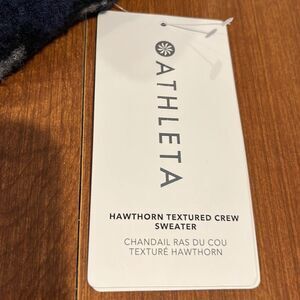 ATHLETA
HAWTHORN TEXTURED CREW
SWEATER
CHANDAIL RAS DU COU
TEXTURÉ HAWTHORN